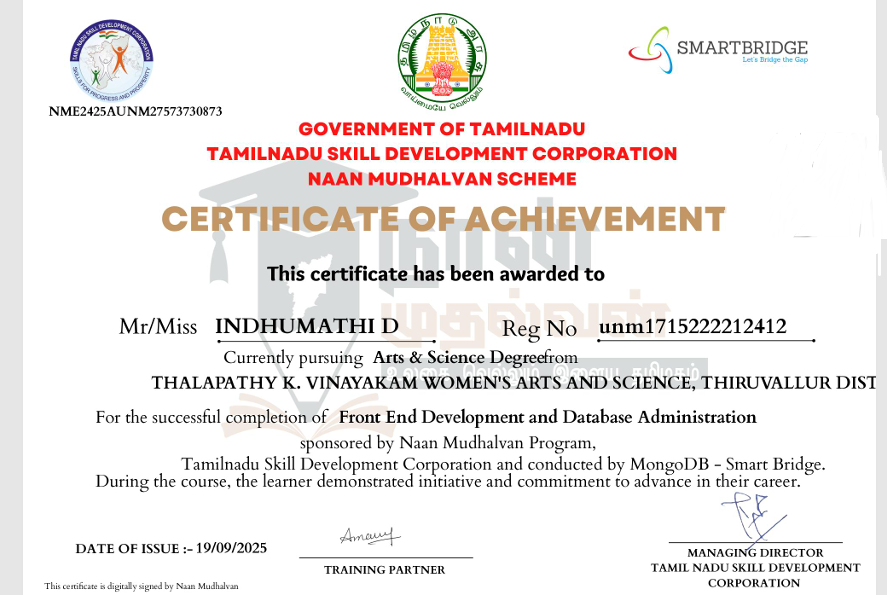 TAMIL NADU SKILL DEVELOPMENT CORPORATION
SKILLS FOR PROGRESS AND PROSPERITY
NME2425AUNM27573730873
தமிழ்நாடு அரசு
வாய்மையே வெல்லும்
SMARTBRIDGE
Let's Bridge the Gap
GOVERNMENT OF TAMILNADU
TAMILNADU SKILL DEVELOPMENT CORPORATION
NAAN MUDHALVAN SCHEME
CERTIFICATE OF ACHIEVEMENT
நான்
முதல்வன்
This certificate has been awarded to
Mr/Miss INDHUMATHI D Reg No unm1715222212412
Currently pursuing Arts & Science Degreefrom
THALAPATHY K. VINAYAKAM WOMEN'S ARTS AND SCIENCE, THIRUVALLUR DIST
For the successful completion of Front End Development and Database Administration
sponsored by Naan Mudhalvan Program,
Tamilnadu Skill Development Corporation and conducted by MongoDB - Smart Bridge.
During the course, the learner demonstrated initiative and commitment to advance in their career.
DATE OF ISSUE :- 19/09/2025
TRAINING PARTNER
MANAGING DIRECTOR
TAMIL NADU SKILL DEVELOPMENT
CORPORATION
This certificate is digitally signed by Naan Mudhalvan